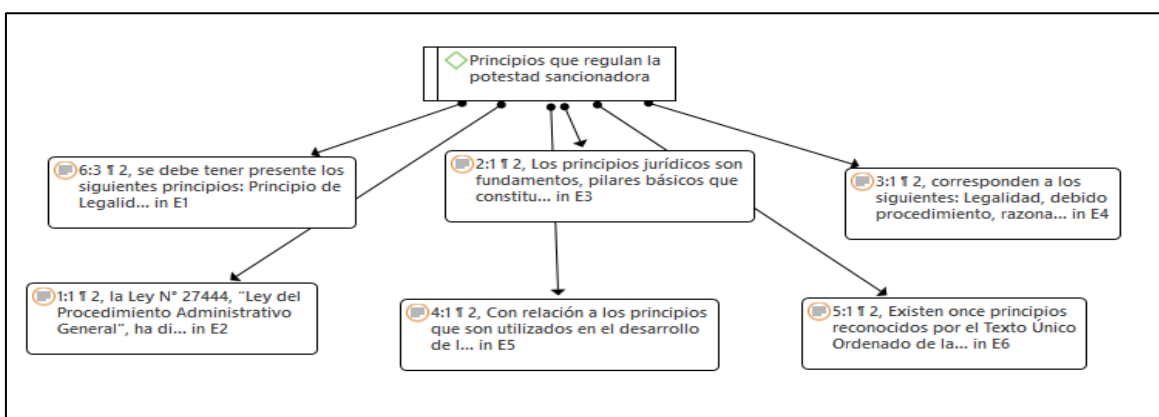 Principios que regulan la
potestad sancionadora
6:3 ¶ 2, se debe tener presente los
siguientes principios: Principio de
Legalid... in E1
2:1 ¶ 2, Los principios jurídicos son
fundamentos, pilares básicos que
constitu... in E3
3:1 ¶ 2, corresponden a los
siguientes: Legalidad, debido
procedimiento, razona... in E4
1:1 ¶ 2, la Ley N° 27444, "Ley del
Procedimiento Administrativo
General", ha di... in E2
4:1 ¶ 2, Con relación a los principios
que son utilizados en el desarrollo
de l... in E5
5:1 ¶ 2, Existen once principios
reconocidos por el Texto Único
Ordenado de la... in E6